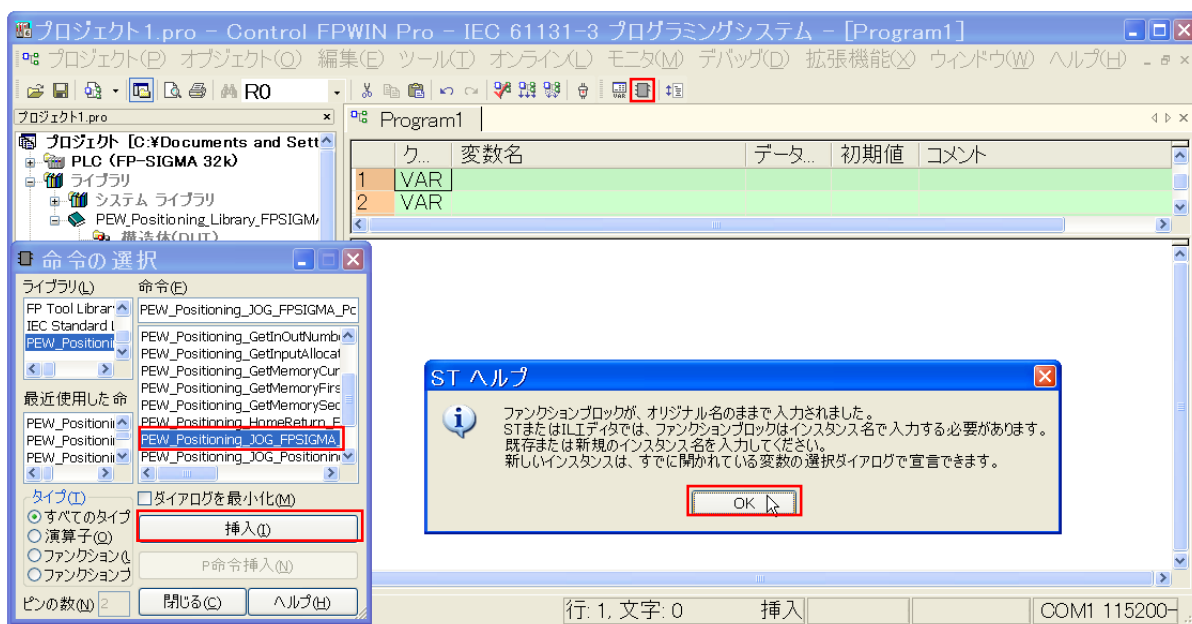 プロジェクト1.pro - Control FPWIN Pro - IEC 61131-3 プログラミングシステム - [Program1]
プロジェクト(P) オブジェクト(O) 編集(E) ツール(T) オンライン(L) モニタ(M) デバッグ(D) 拡張機能(X) ウィンドウ(W) ヘルプ(H)
R0
プロジェクト1.pro
Program1
プロジェクト [C:¥Documents and Sett
PLC (FP-SIGMA 32k)
ライブラリ
システム ライブラリ
PEW_Positioning_Library_FPSIGM
構造体(DUT)
ク... 変数名 データ... 初期値 コメント
1 VAR
2 VAR
命令の選択
ライブラリ(L)
FP Tool Librar
IEC Standard L
PEW_Positioni
最近使用した命
PEW_Positioni
PEW_Positioni
PEW_Positioni
命令(E)
PEW_Positioning_JOG_FPSIGMA_Pc
PEW_Positioning_GetInOutNumb
PEW_Positioning_GetInputAllocat
PEW_Positioning_GetMemoryCur
PEW_Positioning_GetMemoryFirs
PEW_Positioning_GetMemorySec
PEW_Positioning_HomeReturn_F
PEW_Positioning_JOG_FPSIGMA
PEW_Positioning_JOG_Positionin
タイプ(T)
すべてのタイプ
演算子(O)
ファンクション(
ファンクションブ
ピンの数(N) 2
ダイアログを最小化(M)
挿入(I)
P命令挿入(N)
閉じる(C) ヘルプ(H)
ST ヘルプ
ファンクションブロックが、オリジナル名のままで入力されました。
STまたはILエディタでは、ファンクションブロックはインスタンス名で入力する必要があります。
既存または新規のインスタンス名を入力してください。
新しいインスタンスは、すでに開かれている変数の選択ダイアログで宣言できます。
OK
行: 1, 文字: 0 挿入 COM1 115200-